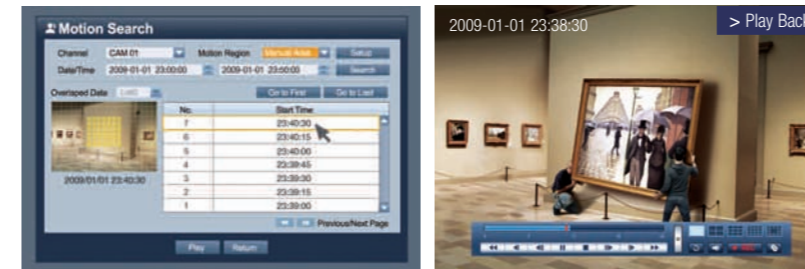 Motion Search
Channel CAM 01 Motion Region Manual Area Setup
Date/Time 2009-01-01 23:00:00 2009-01-01 23:50:00 Search
Overlaped Date Go to First Go to Last
No. Start Time
7 23:40:30
6 23:40:15
5 23:40:00
4 23:39:45
3 23:39:30
2 23:39:15
1 23:39:00
2009/01/01 23:40:30
Previous/Next Page
Play Return
2009-01-01 23:38:30
> Play Back